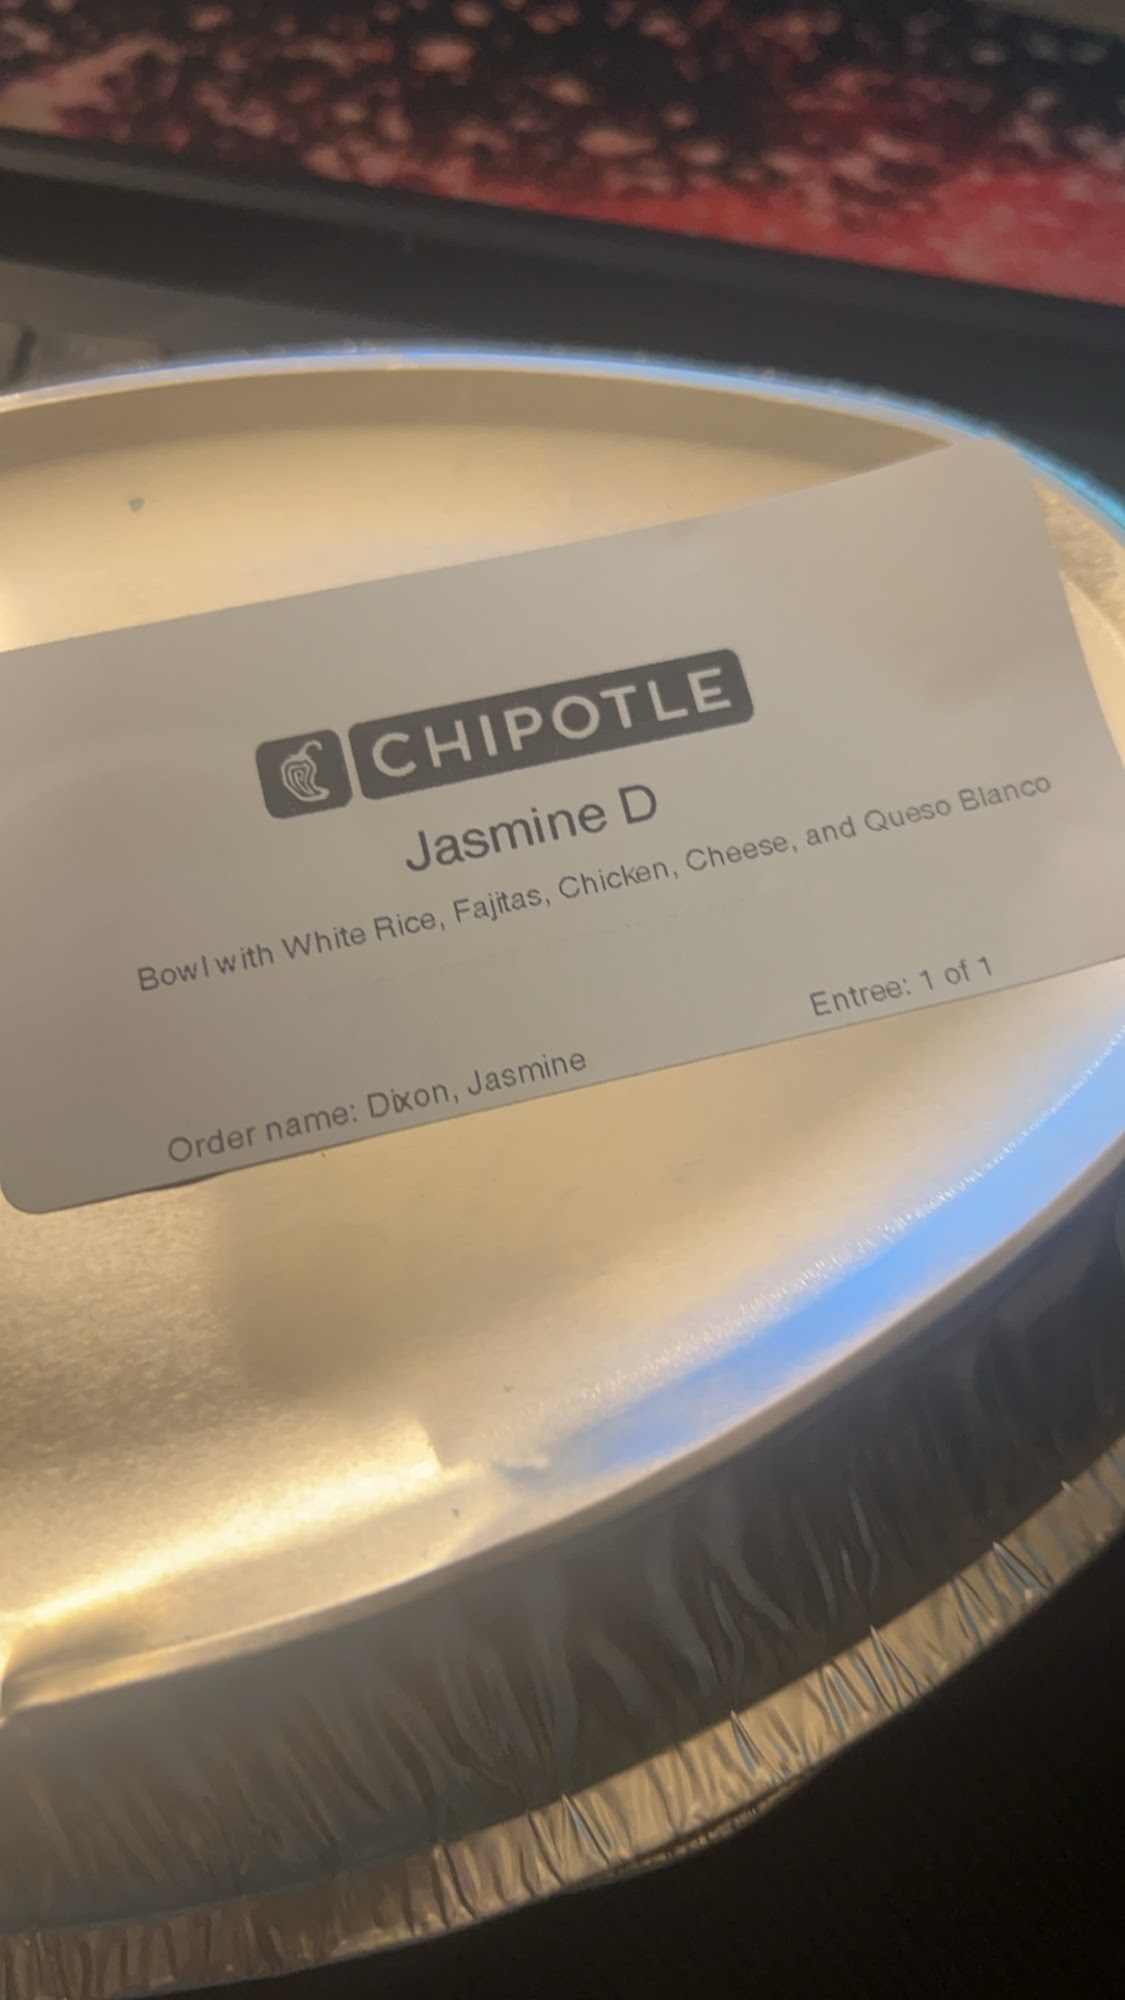 CHIPOTLE
Jasmine D
Bowl with White Rice, Fajitas, Chicken, Cheese, and Queso Blanco
Entree: 1 of 1
Order name: Dixon, Jasmine